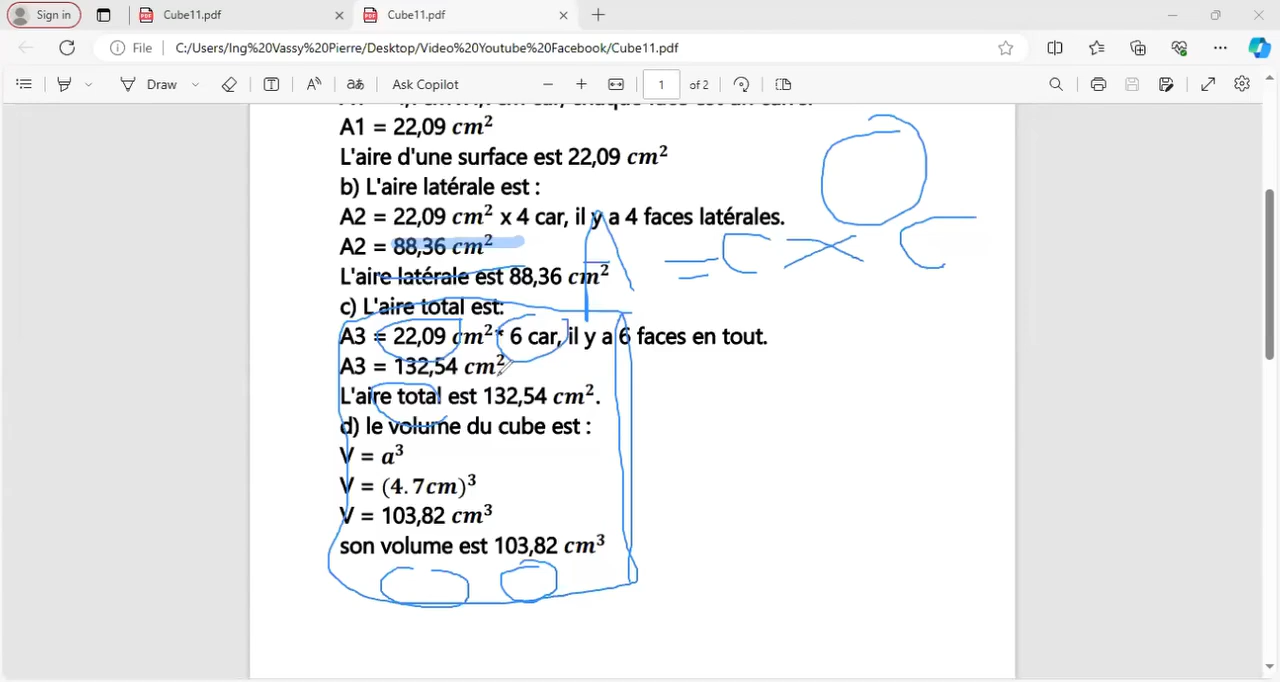 Sign in
Cube11.pdf
Cube11.pdf
File
C:/Users/Ing%20Vassy%20Pierre/Desktop/Video%20Youtube%20Facebook/Cube11.pdf
Draw
Ask Copilot
1 of 2
A1 = 22,09 cm²
L'aire d'une surface est 22,09 cm²
b) L'aire latérale est :
A2 = 22,09 cm² x 4 car, il y a 4 faces latérales.
A2 = 88,36 cm²
L'aire latérale est 88,36 cm²
A = C × C
c) L'aire total est:
A3 = 22,09 cm²* 6 car, il y a 6 faces en tout.
A3 = 132,54 cm²
L'aire total est 132,54 cm².
d) le volume du cube est :
V = a³
V = (4.7cm)³
V = 103,82 cm³
son volume est 103,82 cm³